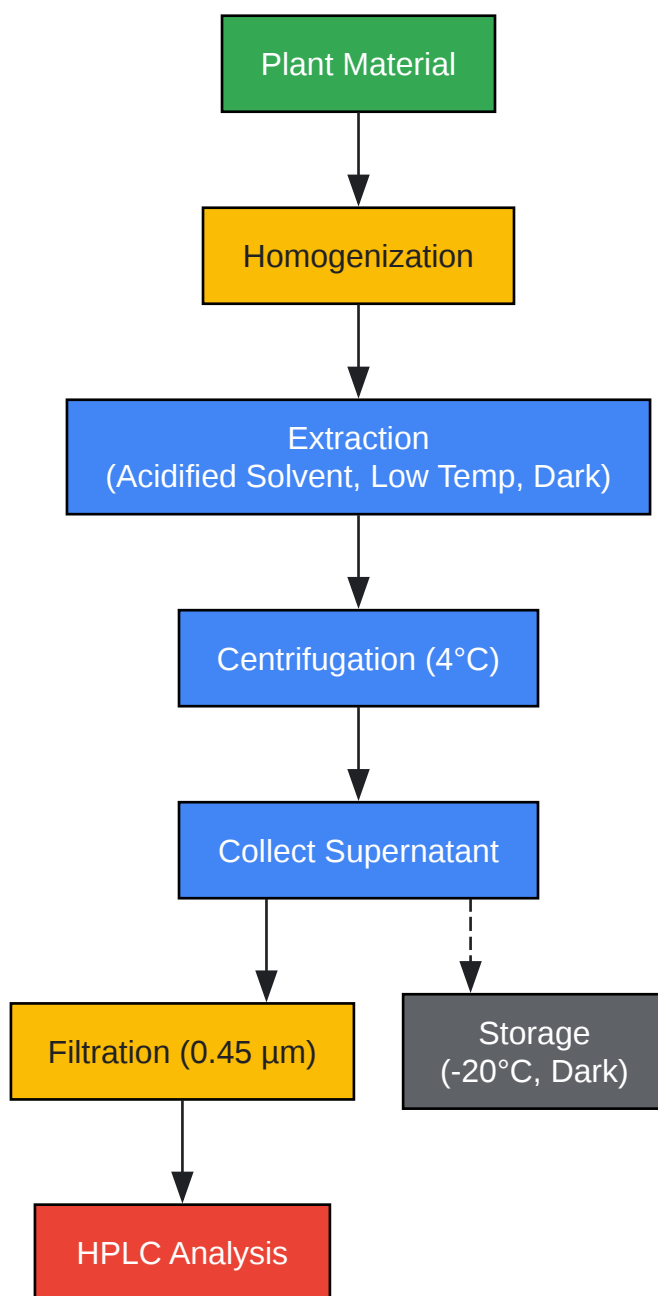 Plant Material
Homogenization
Extraction
(Acidified Solvent, Low Temp, Dark)
Centrifugation (4°C)
Collect Supernatant
Filtration (0.45 µm)
Storage
(-20°C, Dark)
HPLC Analysis